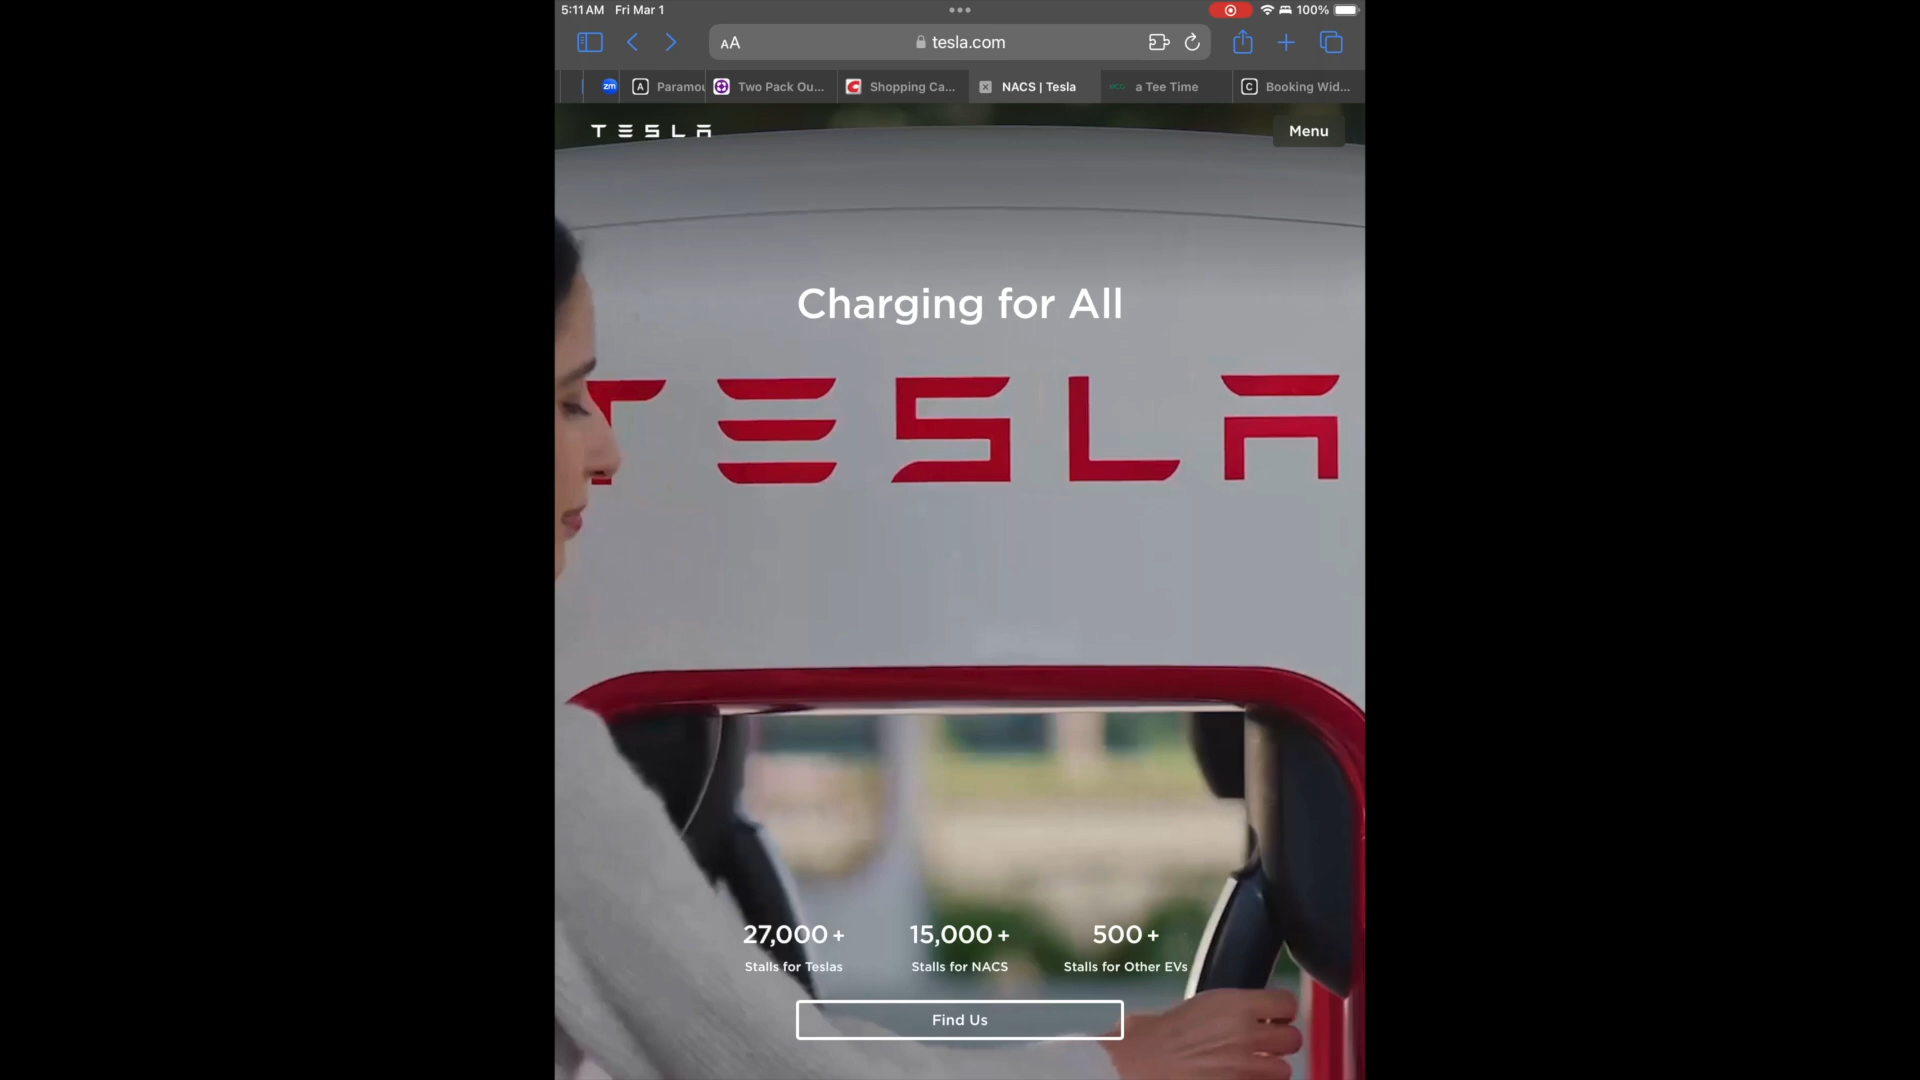 5:11 AM Fri Mar 1
100%
AA
tesla.com
zm
A Paramou
Two Pack Ou...
Shopping Ca...
NACS | Tesla
a Tee Time
C Booking Wid...
TESLA
Menu
Charging for All
TESLA
27,000 + 15,000 + 500 +
Stalls for Teslas Stalls for NACS Stalls for Other EVs
Find Us